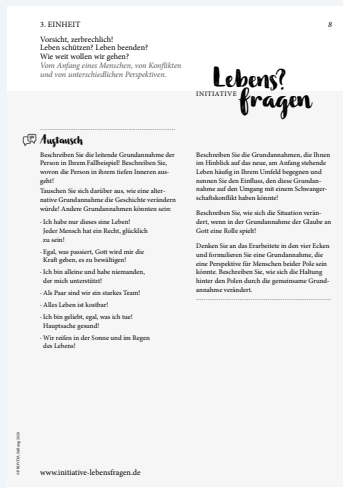 3. EINHEIT
8
Vorsicht, zerbrechlich!
Leben schützen? Leben beenden?
Wie weit wollen wir gehen?
Vom Anfang eines Menschen, von Konflikten
und von unterschiedlichen Perspektiven.
Lebens?
INITIATIVE
fragen
Austausch
Beschreiben Sie die leitende Grundannahme der
Person in Ihrem Fallbeispiel! Beschreiben Sie,
wovon die Person in ihrem tiefen Inneren aus-
geht!
Tauschen Sie sich darüber aus, wie eine alter-
native Grundannahme die Geschichte verändern
würde! Andere Grundannahmen könnten sein:
· Ich habe nur dieses eine Leben!
Jeder Mensch hat ein Recht, glücklich
zu sein!
· Egal, was passiert, Gott wird mir die
Kraft geben, es zu bewältigen!
· Ich bin alleine und habe niemanden,
der mich unterstützt!
· Als Paar sind wir ein starkes Team!
· Alles Leben ist kostbar!
· Ich bin geliebt, egal, was ich tue!
Hauptsache gesund!
· Wir reifen in der Sonne und im Regen
des Lebens!
Beschreiben Sie die Grundannahmen, die Ihnen
im Hinblick auf das neue, am Anfang stehende
Leben häufig in Ihrem Umfeld begegnen und
nennen Sie den Einfluss, den diese Grundan-
nahme auf den Umgang mit einem Schwanger-
schaftskonflikt haben könnte!
Beschreiben Sie, wie sich die Situation verän-
dert, wenn in der Grundannahme der Glaube an
Gott eine Rolle spielt!
Denken Sie an das Erarbeitete in den vier Ecken
und formulieren Sie eine Grundannahme, die
eine Perspektive für Menschen beider Pole sein
könnte. Beschreiben Sie, wie sich die Haltung
hinter den Polen durch die gemeinsame Grund-
annahme verändert.
www.initiative-lebensfragen.de